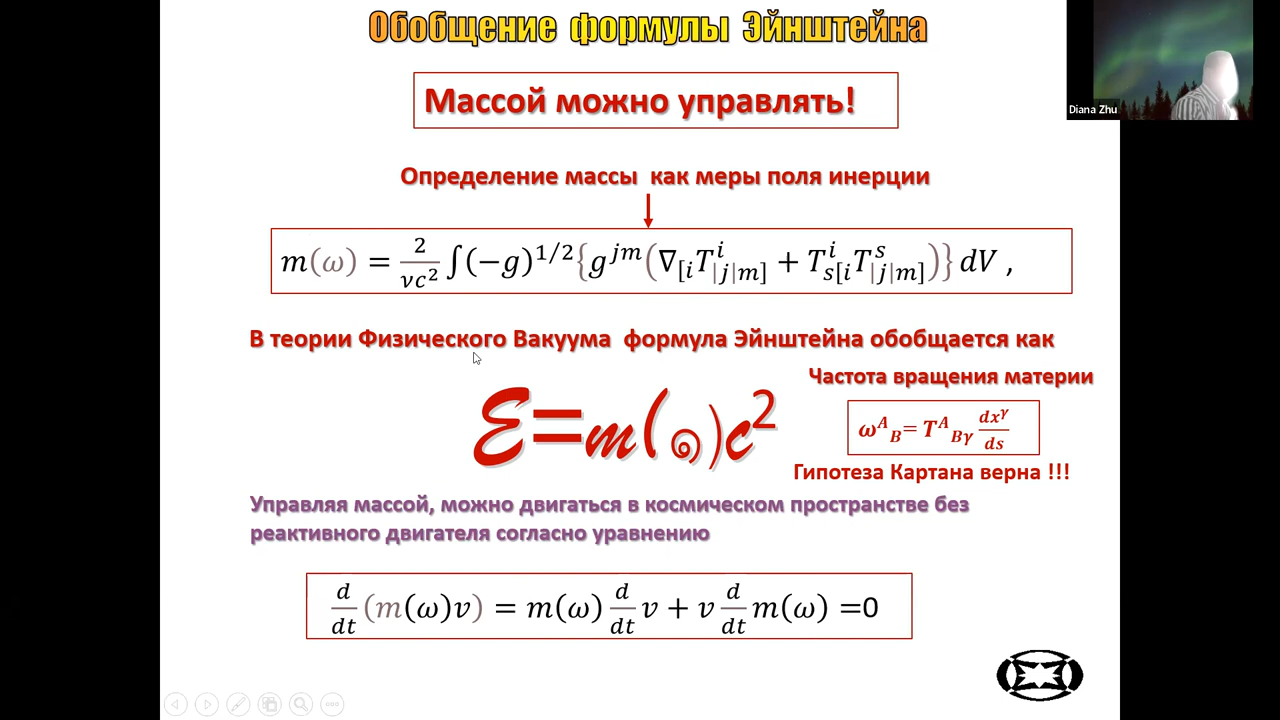 Обобщение формулы Эйнштейна
Diana Zhu
Массой можно управлять!
Определение массы как меры поля инерции
m(ω) = 2/νc² ∫(−g)^{1/2}{g^{jm}(∇_{[i}T^{i}_{|j|m]} + T^{i}_{s[i}T^{s}_{|j|m]})} dV ,
В теории Физического Вакуума формула Эйнштейна обобщается как
Частота вращения материи
E=m(๑)c²
ω^A_B= T^A_{Bγ} dx^γ/ds
Гипотеза Картана верна !!!
Управляя массой, можно двигаться в космическом пространстве без
реактивного двигателя согласно уравнению
d/dt (m(ω)v) = m(ω) d/dt v + v d/dt m(ω) =0